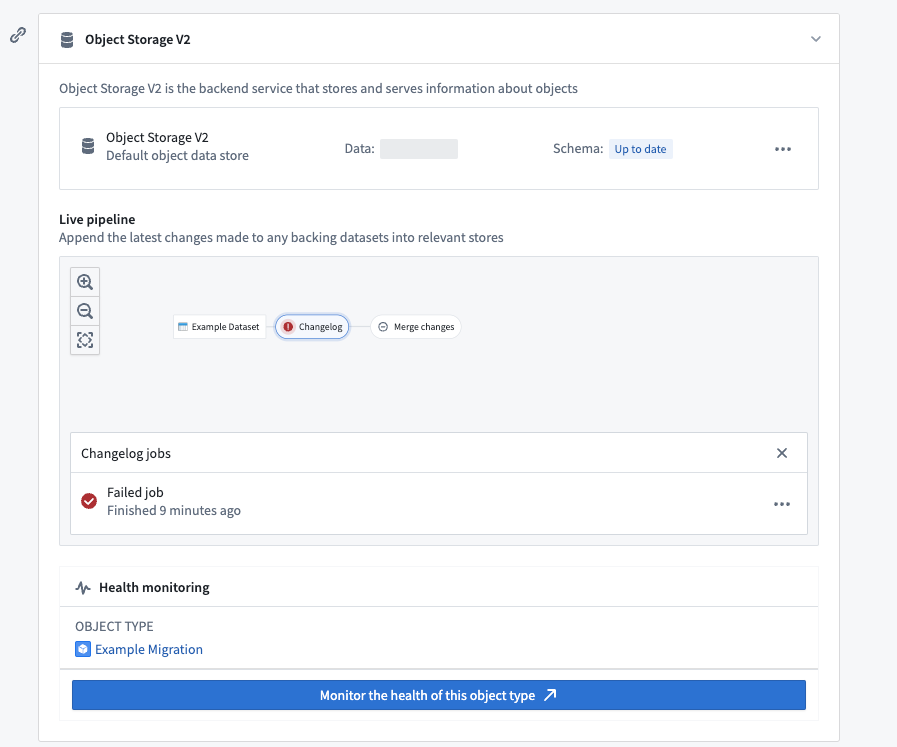 Object Storage V2
Object Storage V2 is the backend service that stores and serves information about objects
Object Storage V2
Default object data store
Data:
Schema: Up to date
Live pipeline
Append the latest changes made to any backing datasets into relevant stores
Example Dataset
Changelog
Merge changes
Changelog jobs
Failed job
Finished 9 minutes ago
Health monitoring
OBJECT TYPE
Example Migration
Monitor the health of this object type